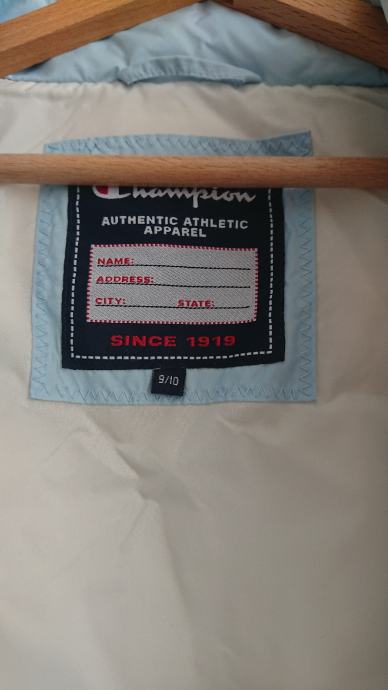 Champion
AUTHENTIC ATHLETIC
APPAREL
NAME:
ADDRESS:
CITY: STATE:
SINCE 1919
9/10